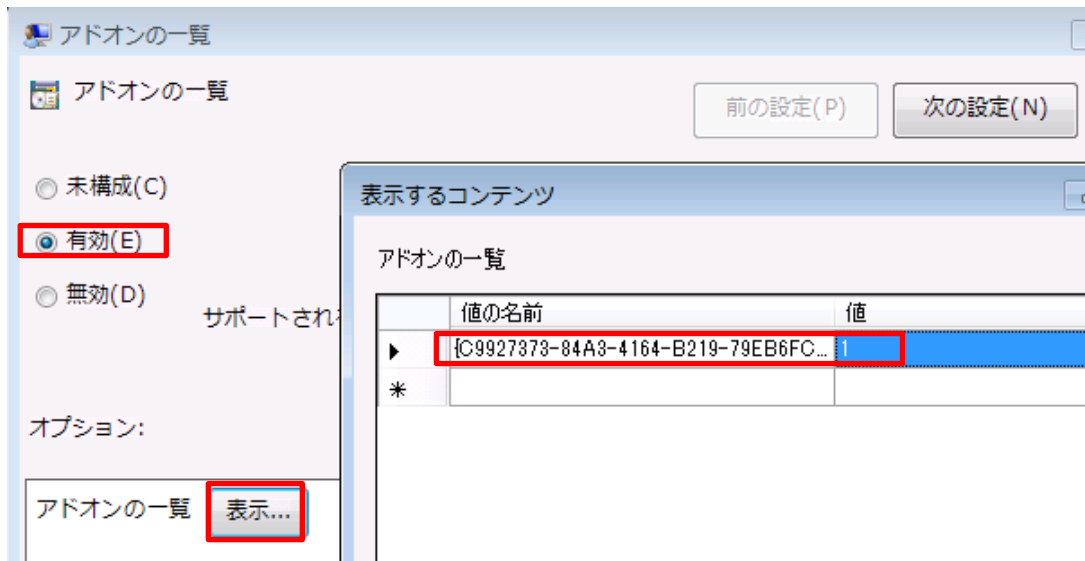 アドオンの一覧
アドオンの一覧
前の設定(P)
次の設定(N)
未構成(C)
有効(E)
無効(D)
サポートされ
表示するコンテンツ
アドオンの一覧
値の名前 値
{C9927373-84A3-4164-B219-79EB6FC... 1
*
オプション:
アドオンの一覧 表示...